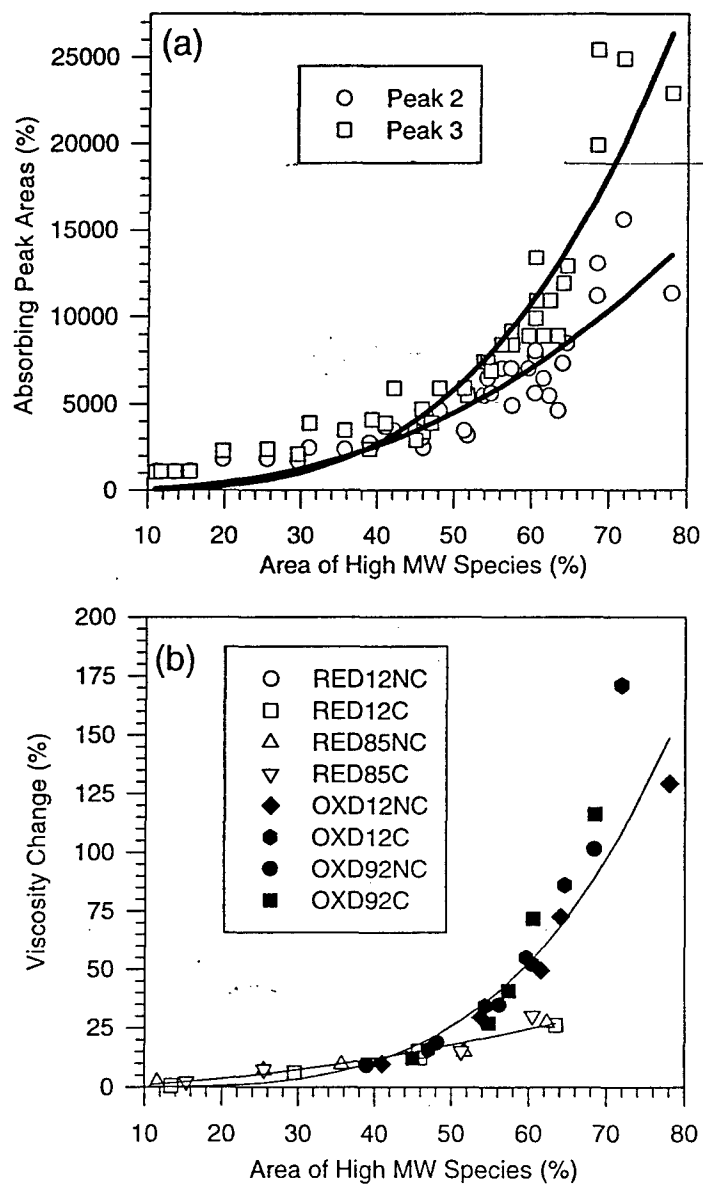 (a)
Peak 2
Peak 3
25000
20000
15000
10000
5000
0
Absorbing Peak Areas (%)
10 20 30 40 50 60 70 80
Area of High MW Species (%)
(b)
RED12NC
RED12C
RED85NC
RED85C
OXD12NC
OXD12C
OXD92NC
OXD92C
200
175
150
125
100
75
50
25
0
Viscosity Change (%)
10 20 30 40 50 60 70 80
Area of High MW Species (%)